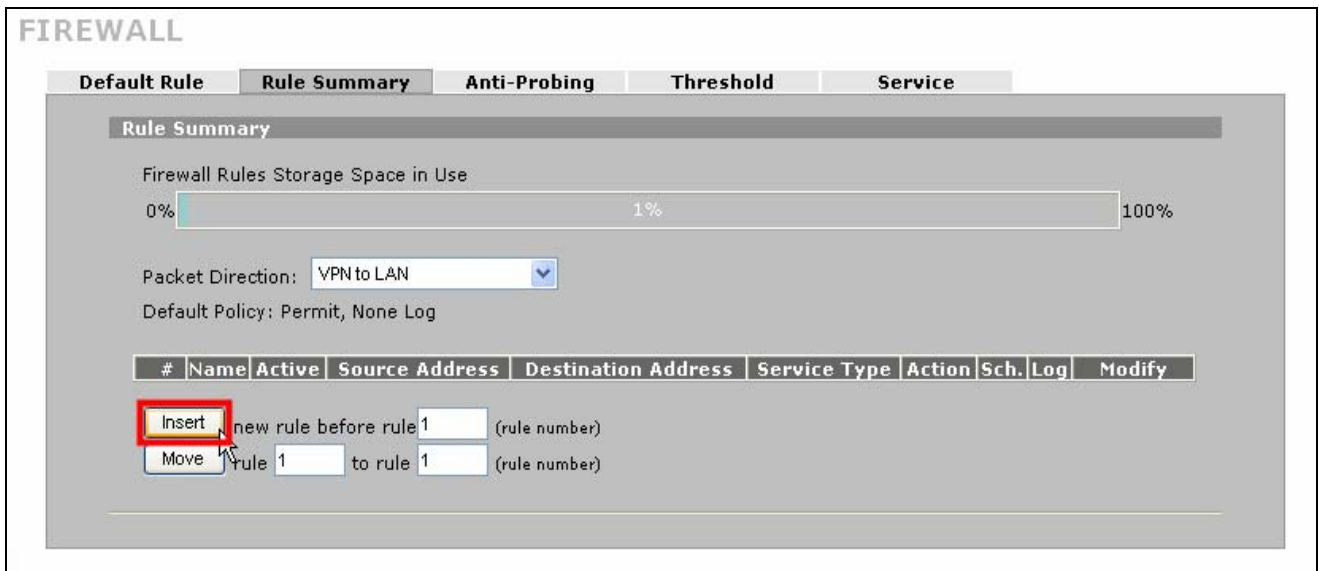 FIREWALL
Default Rule Rule Summary Anti-Probing Threshold Service
Rule Summary
Firewall Rules Storage Space in Use
0% 1% 100%
Packet Direction: VPN to LAN
Default Policy: Permit, None Log
# Name Active Source Address Destination Address Service Type Action Sch. Log Modify
Insert new rule before rule 1 (rule number)
Move rule 1 to rule 1 (rule number)